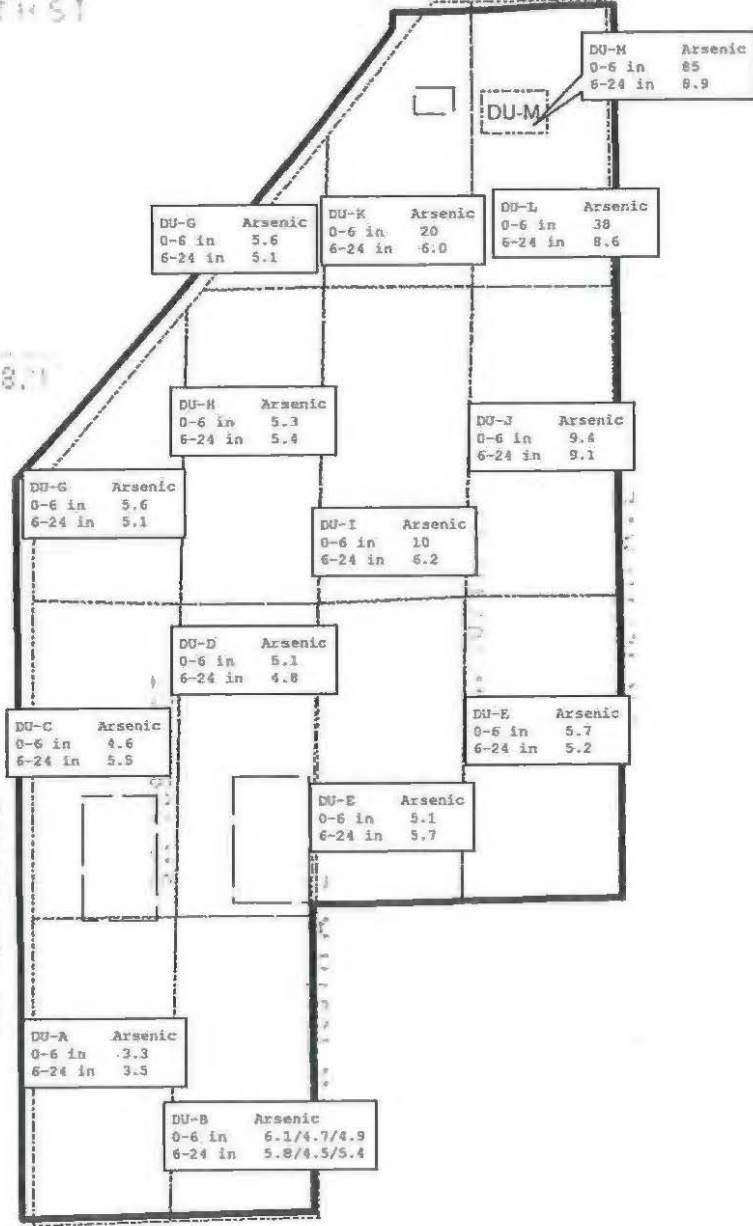 TH ST
DU-M Arsenic
0-6 in 85
6-24 in 8.9
DU-M
DU-G Arsenic
0-6 in 5.6
6-24 in 5.1
DU-K Arsenic
0-6 in 20
6-24 in 6.0
DU-L Arsenic
0-6 in 38
6-24 in 8.6
DU-H Arsenic
0-6 in 5.3
6-24 in 5.4
DU-J Arsenic
0-6 in 9.4
6-24 in 9.1
DU-G Arsenic
0-6 in 5.6
6-24 in 5.1
DU-I Arsenic
0-6 in 10
6-24 in 6.2
DU-D Arsenic
0-6 in 5.1
6-24 in 4.8
DU-C Arsenic
0-6 in 4.6
6-24 in 5.5
DU-E Arsenic
0-6 in 5.7
6-24 in 5.2
DU-E Arsenic
0-6 in 5.1
6-24 in 5.7
DU-A Arsenic
0-6 in 3.3
6-24 in 3.5
DU-B Arsenic
0-6 in 6.1/4.7/4.9
6-24 in 5.8/4.5/5.4